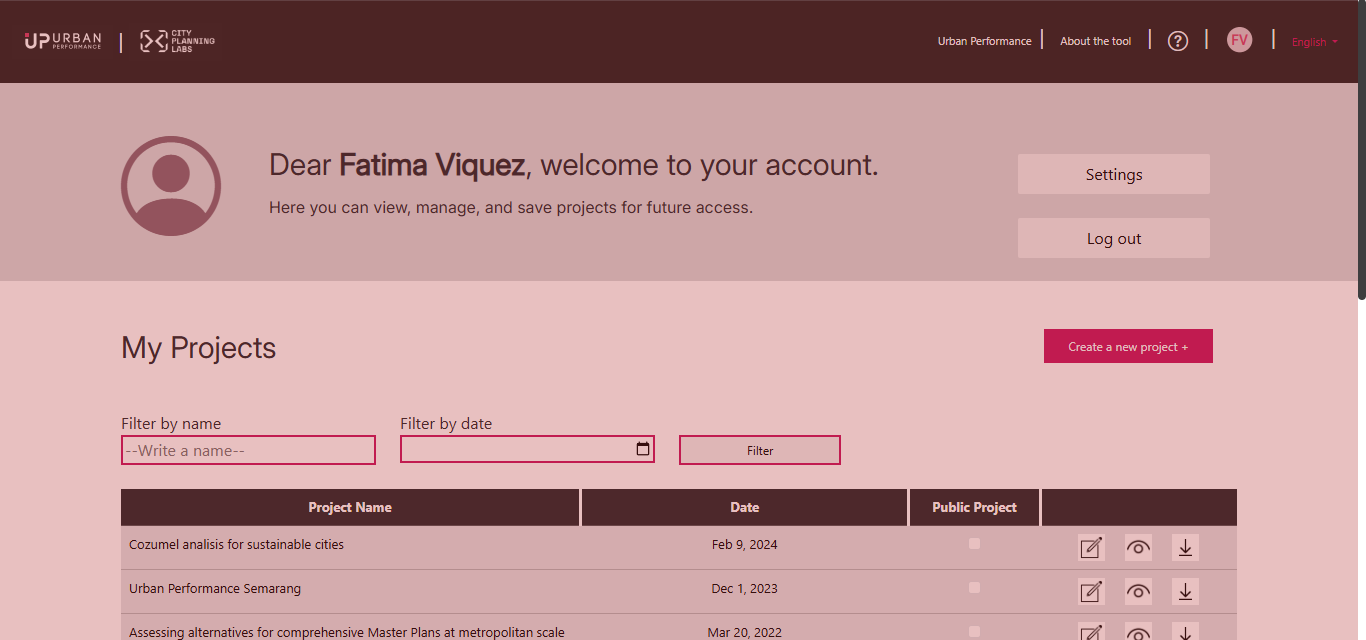 UP URBAN PERFORMANCE | CITY PLANNING LABS
Urban Performance
About the tool
?
FV
English
Dear Fatima Viquez, welcome to your account.
Here you can view, manage, and save projects for future access.
Settings
Log out
My Projects
Create a new project +
Filter by name
Filter by date
--Write a name--
Filter
Project Name Date Public Project
Cozumel analisis for sustainable cities Feb 9, 2024
Urban Performance Semarang Dec 1, 2023
Assessing alternatives for comprehensive Master Plans at metropolitan scale Mar 20, 2022